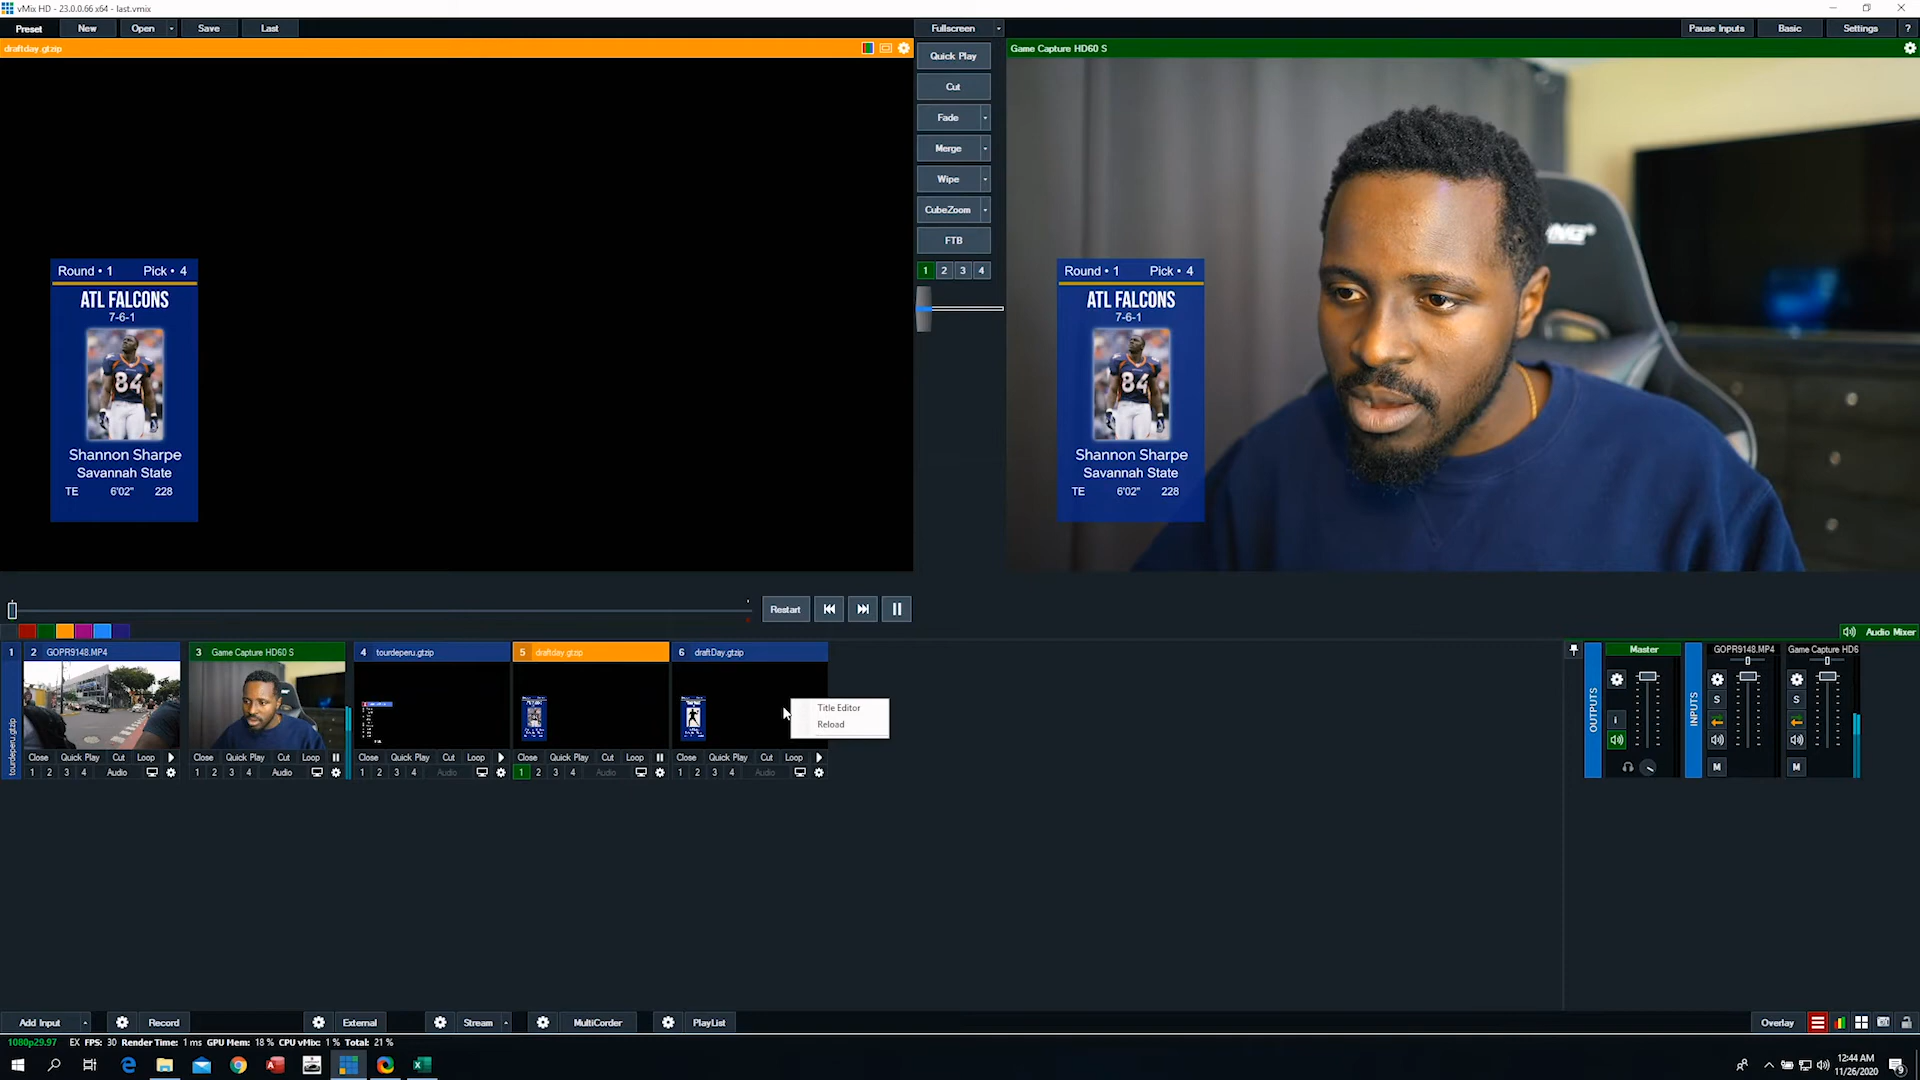 vMix HD - 23.0.0.66 x64 - last.vmix
Preset New Open Save Last Fullscreen Pause Inputs Basic Settings ?
draftday.gtzip
Game Capture HD60 S
Quick Play
Cut
Fade
Merge
Wipe
CubeZoom
FTB
1 2 3 4
Round • 1 Pick • 4
ATL FALCONS
7-6-1
84
Shannon Sharpe
Savannah State
TE 6'02" 228
Round • 1 Pick • 4
ATL FALCONS
7-6-1
84
Shannon Sharpe
Savannah State
TE 6'02" 228
Restart
Audio Mixer
1 tourdeperu.gtzip
2 GOPR9148.MP4
Close Quick Play Cut Loop
1 2 3 4 Audio
3 Game Capture HD60 S
Close Quick Play Cut Loop
1 2 3 4 Audio
4 tourdeperu.gtzip
Close Quick Play Cut Loop
1 2 3 4 Audio
5 draftday.gtzip
Close Quick Play Cut Loop
1 2 3 4 Audio
6 draftDay.gtzip
Close Quick Play Cut Loop
1 2 3 4 Audio
Title Editor
Reload
OUTPUTS
Master
INPUTS
GOPR9148.MP4
S
M
Game Capture HD6
S
M
Add Input Record External Stream MultiCorder PlayList Overlay
1080p29.97 EX FPS: 30 Render Time: 1 ms GPU Mem: 18 % CPU vMix: 1 % Total: 21 %
12:44 AM
11/26/2020